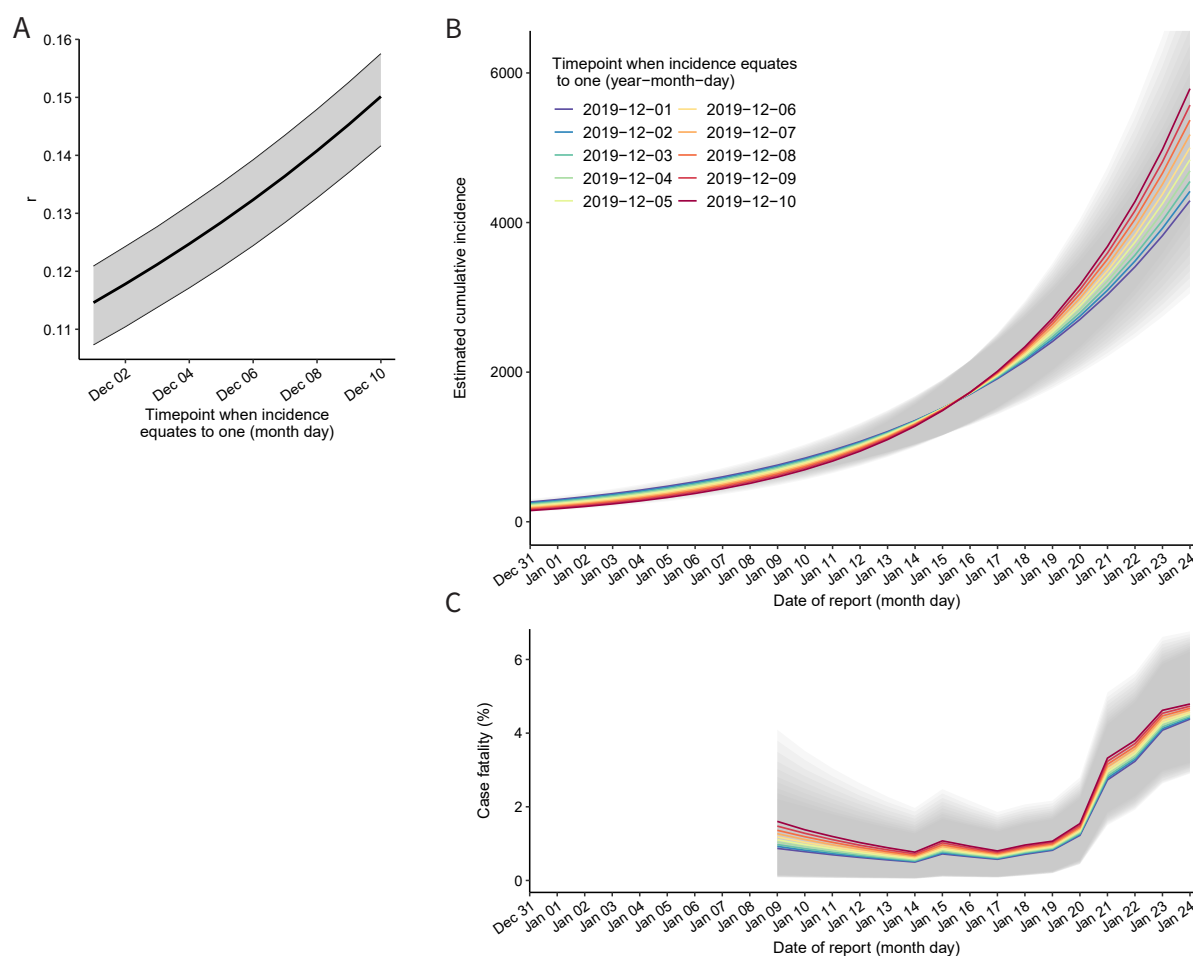 A
r
0.16
0.15
0.14
0.13
0.12
0.11
Dec 02
Dec 04
Dec 06
Dec 08
Dec 10
Timepoint when incidence
equates to one (month day)
B
Estimated cumulative incidence
6000
4000
2000
0
Timepoint when incidence equates
to one (year−month−day)
2019−12−01
2019−12−02
2019−12−03
2019−12−04
2019−12−05
2019−12−06
2019−12−07
2019−12−08
2019−12−09
2019−12−10
Dec 31
Jan 01
Jan 02
Jan 03
Jan 04
Jan 05
Jan 06
Jan 07
Jan 08
Jan 09
Jan 10
Jan 11
Jan 12
Jan 13
Jan 14
Jan 15
Jan 16
Jan 17
Jan 18
Jan 19
Jan 20
Jan 21
Jan 22
Jan 23
Jan 24
Date of report (month day)
C
Case fatality (%)
6
4
2
0
Dec 31
Jan 01
Jan 02
Jan 03
Jan 04
Jan 05
Jan 06
Jan 07
Jan 08
Jan 09
Jan 10
Jan 11
Jan 12
Jan 13
Jan 14
Jan 15
Jan 16
Jan 17
Jan 18
Jan 19
Jan 20
Jan 21
Jan 22
Jan 23
Jan 24
Date of report (month day)